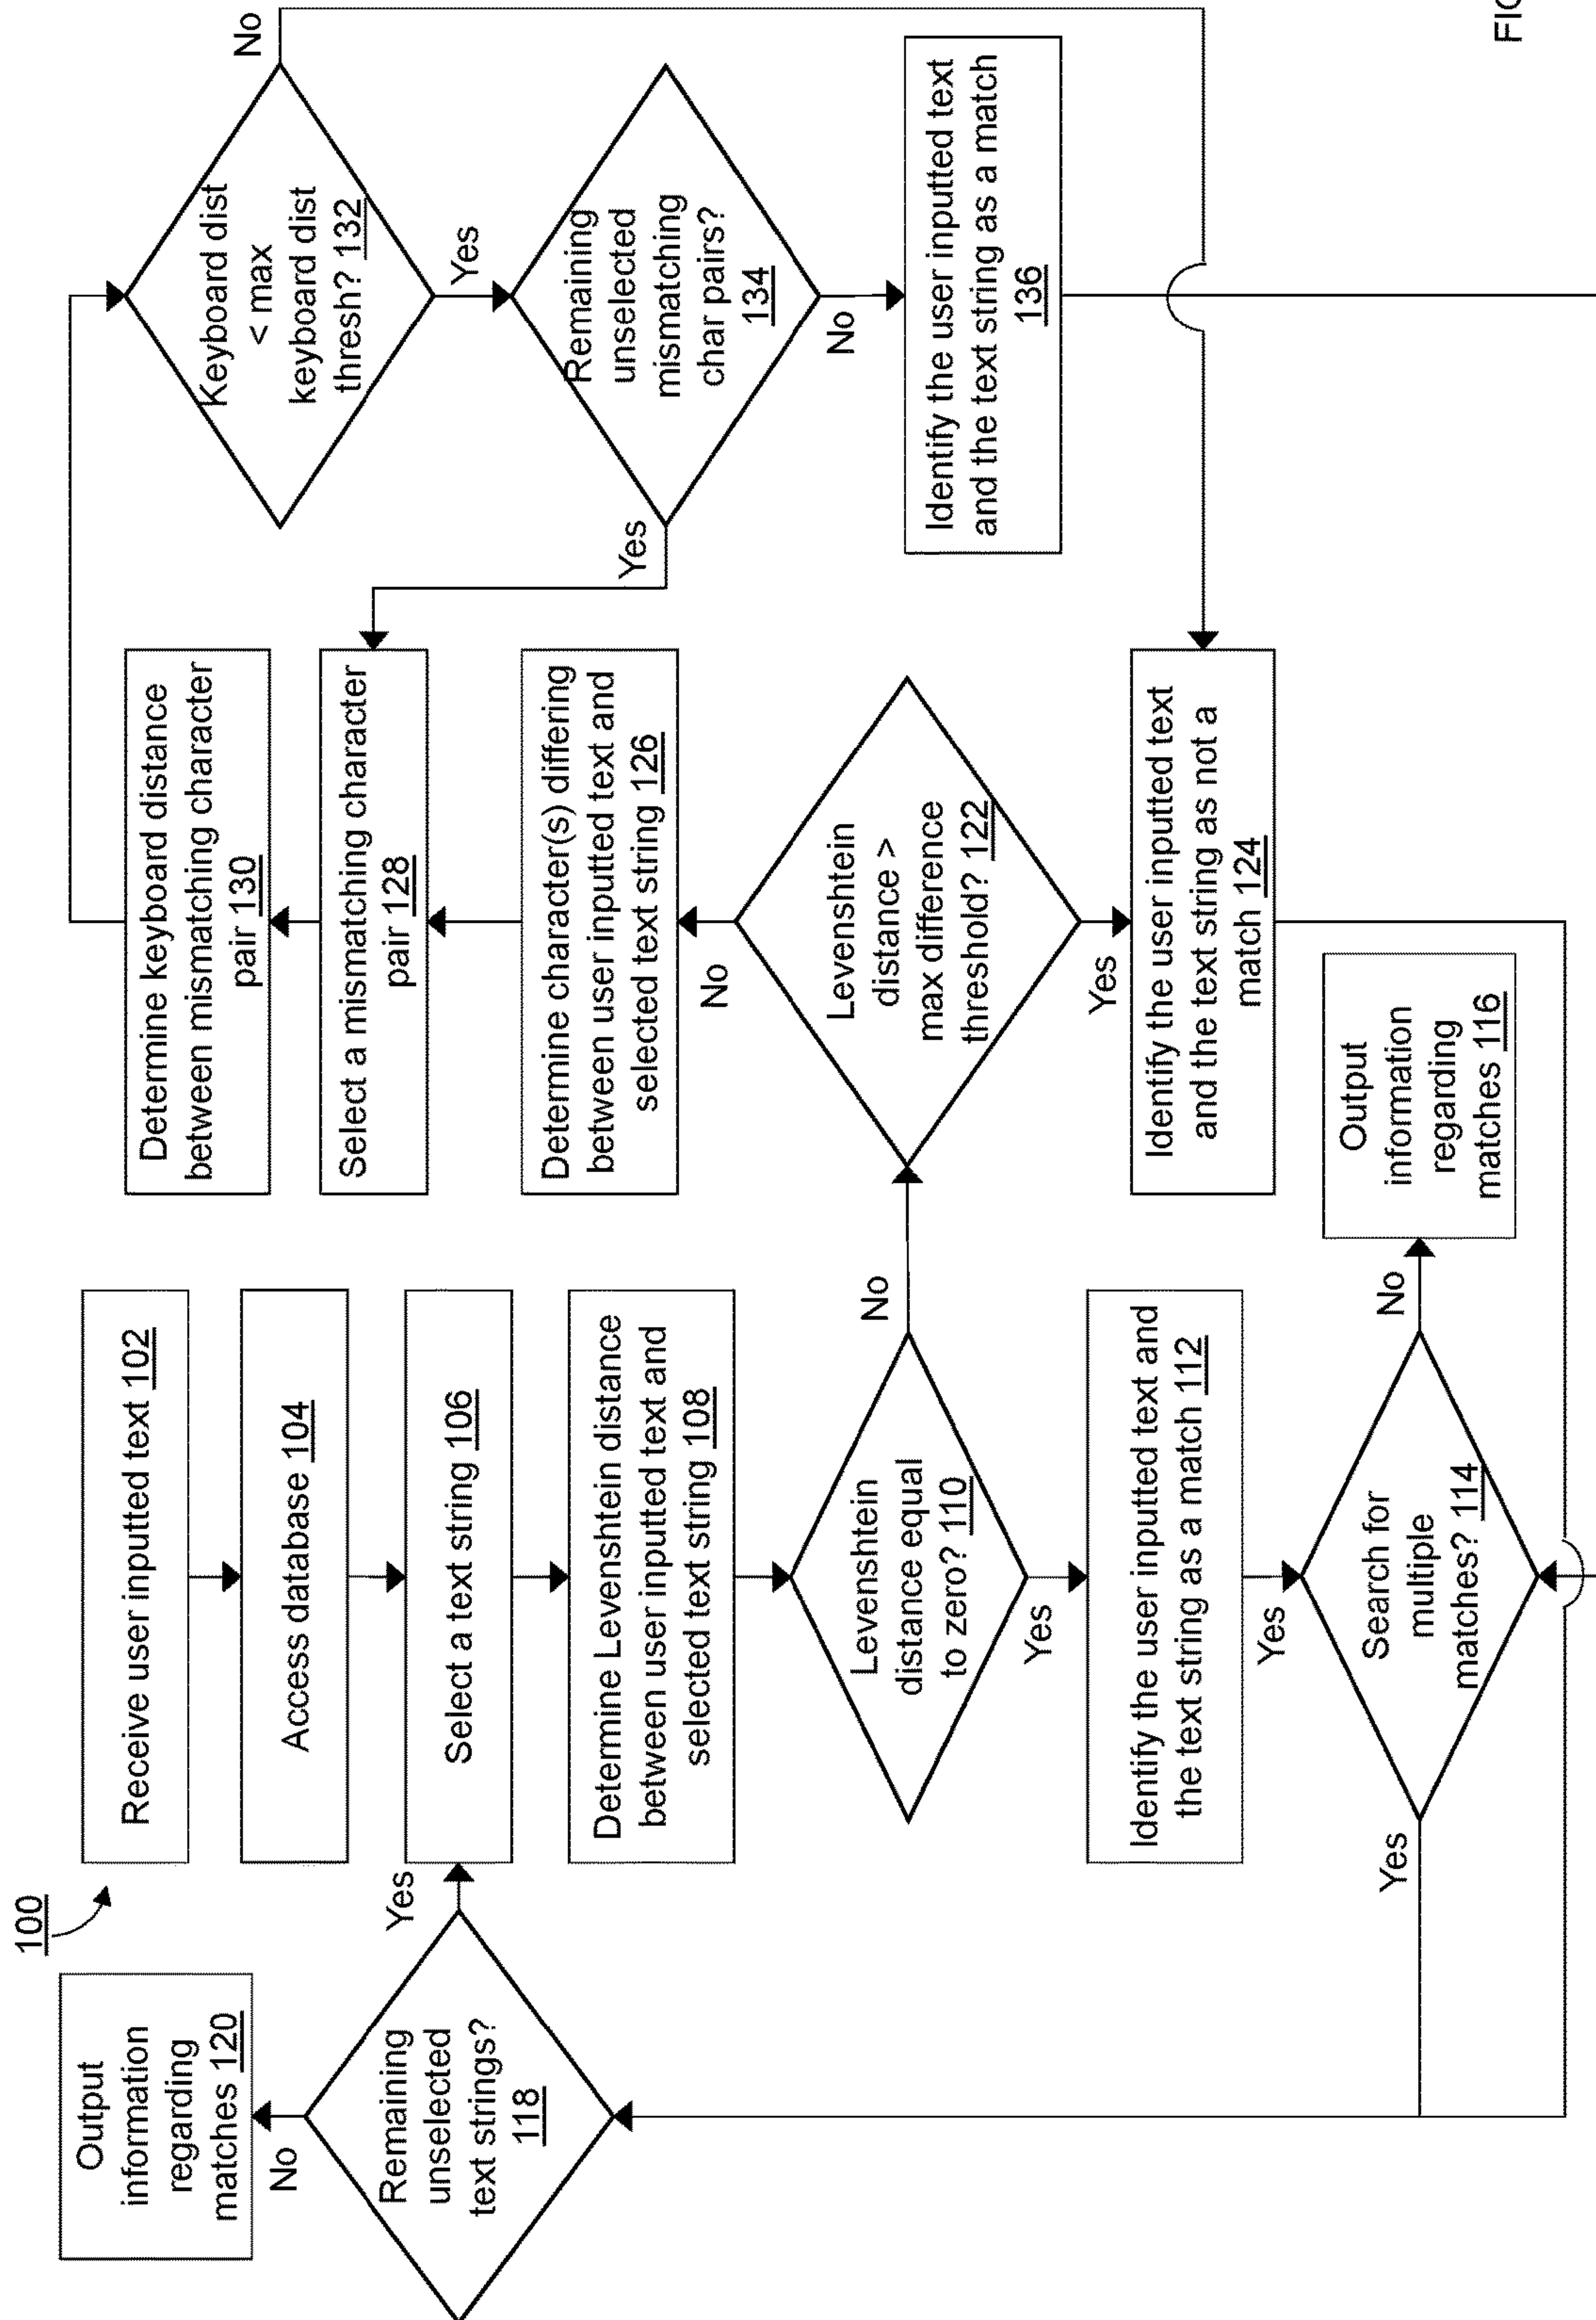 100
Output
information
regarding
matches 120
No
Remaining
unselected
text strings?
118
Yes
Receive user inputted text 102
Access database 104
Select a text string 106
Determine Levenshtein distance
between user inputted text and
selected text string 108
Levenshtein
distance equal
to zero? 110
No
Yes
Identify the user inputted text and
the text string as a match 112
Yes
Search for
multiple
matches? 114
Yes
No
Output
information
regarding
matches 116
Determine keyboard distance
between mismatching character
pair 130
Select a mismatching character
pair 128
Determine character(s) differing
between user inputted text and
selected text string 126
No
Levenshtein
distance >
max difference
threshold? 122
Yes
Identify the user inputted text
and the text string as not a
match 124
Keyboard dist
< max
keyboard dist
thresh? 132
No
Yes
Remaining
unselected
mismatching
char pairs?
134
Yes
No
Identify the user inputted text
and the text string as a match
136
FIG